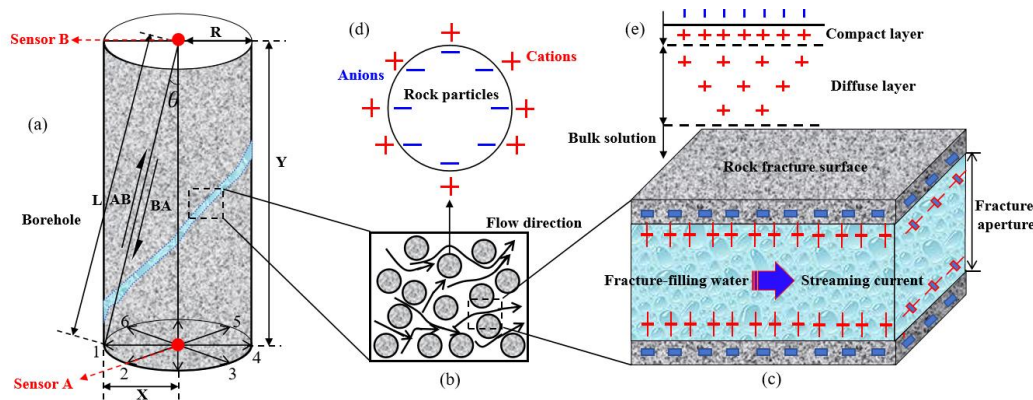 (a)
Sensor B
R
θ
Y
L
AB
BA
Borehole
6
5
1
4
2
3
Sensor A
X
(d)
Cations
Anions
Rock particles
Flow direction
(b)
(e)
Compact layer
Diffuse layer
Bulk solution
Rock fracture surface
Fracture
aperture
Fracture-filling water
Streaming current
(c)